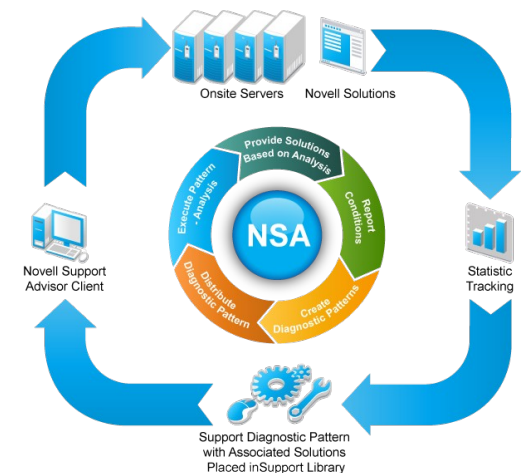 Onsite Servers
Novell Solutions
Provide Solutions
Based on Analysis
Report
Conditions
Create
Diagnostic Patterns
Distribute
Diagnostic Pattern
Execute Pattern
- Analysis
NSA
Novell Support
Advisor Client
Statistic
Tracking
Support Diagnostic Pattern
with Associated Solutions
Placed inSupport Library